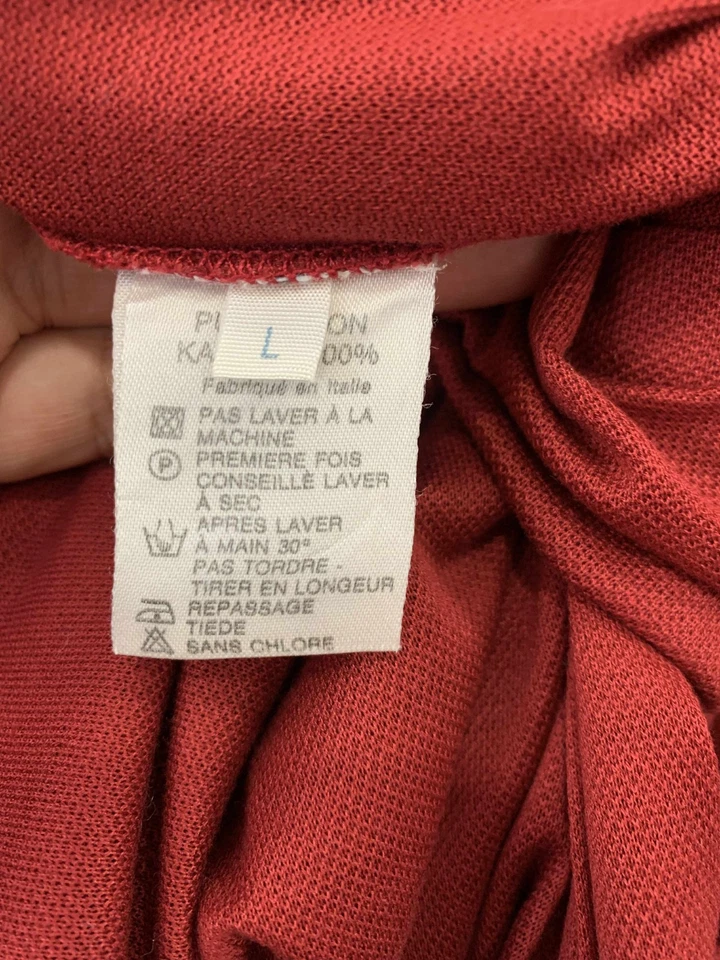 L
00%
Fabriqué en Italie
PAS LAVER À LA
MACHINE
P
PREMIERE FOIS
CONSEILLÉ LAVER
À SEC
APRES LAVER
À MAIN 30°
PAS TORDRE -
TIRER EN LONGEUR
REPASSAGE
TIEDE
SANS CHLORE